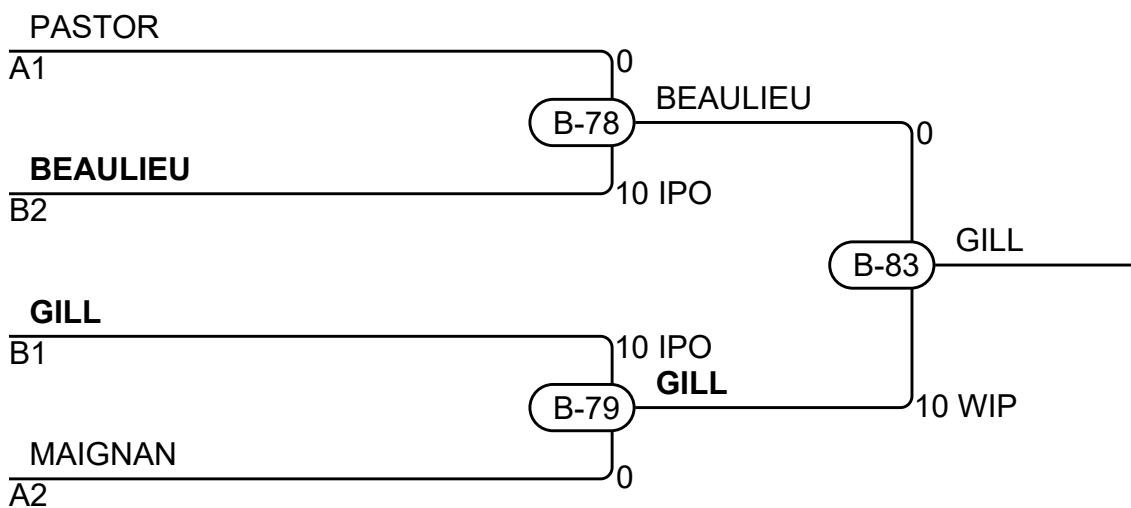 PASTOR
A1
0
B-78
BEAULIEU
0
BEAULIEU
B2
10 IPO
B-83
GILL
GILL
B1
10 IPO
GILL
B-79
10 WIP
MAIGNAN
A2
0